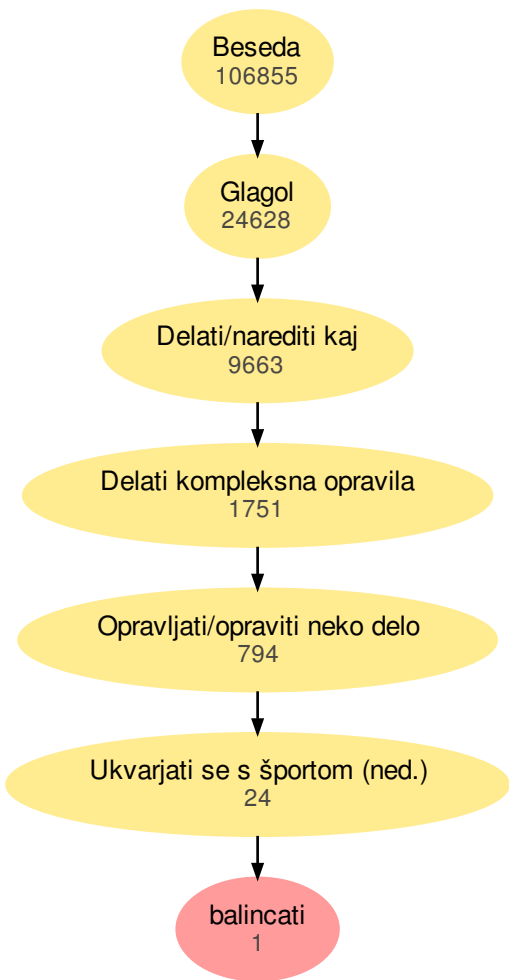 Beseda
106855
Glagol
24628
Delati/narediti kaj
9663
Delati kompleksna opravila
1751
Opravljati/opraviti neko delo
794
Ukvarjati se s športom (ned.)
24
balincati
1